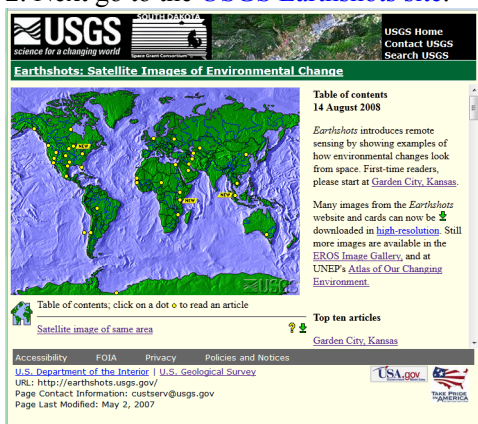 2. Next go to the USGS Earthshots site.
USGS
science for a changing world
SOUTH DAKOTA
Space Grant Consortium
USGS Home
Contact USGS
Search USGS
Earthshots: Satellite Images of Environmental Change
Table of contents
14 August 2008
Earthshots introduces remote
sensing by showing examples of
how environmental changes look
from space. First-time readers,
please start at Garden City, Kansas.
Many images from the Earthshots
website and cards can now be
downloaded in high-resolution. Still
more images are available in the
EROS Image Gallery, and at
UNEP's Atlas of Our Changing
Environment.
Top ten articles
Garden City, Kansas
NEW
NEW
NEW
USGS
Table of contents; click on a dot to read an article
Satellite image of same area
?
Accessibility FOIA Privacy Policies and Notices
U.S. Department of the Interior | U.S. Geological Survey
URL: http://earthshots.usgs.gov/
Page Contact Information: custserv@usgs.gov
Page Last Modified: May 2, 2007
USA.gov
TAKE PRIDE
IN AMERICA